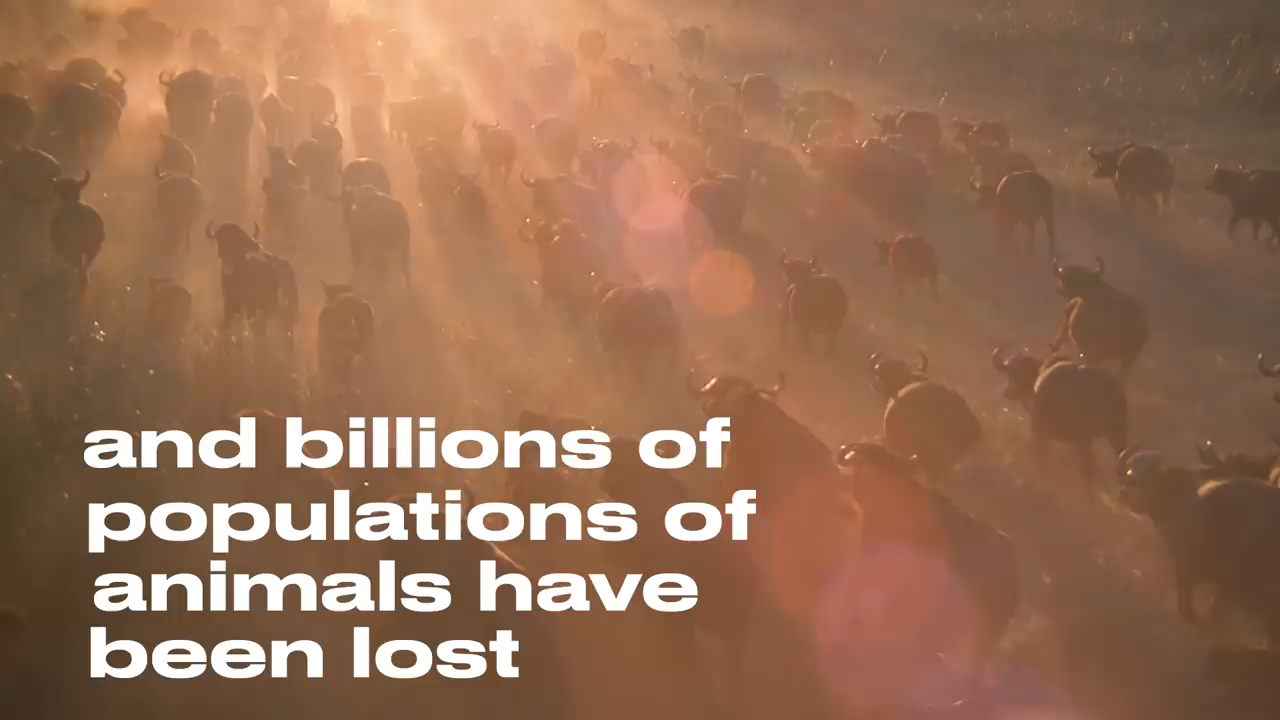 and billions of
populations of
animals have
been lost